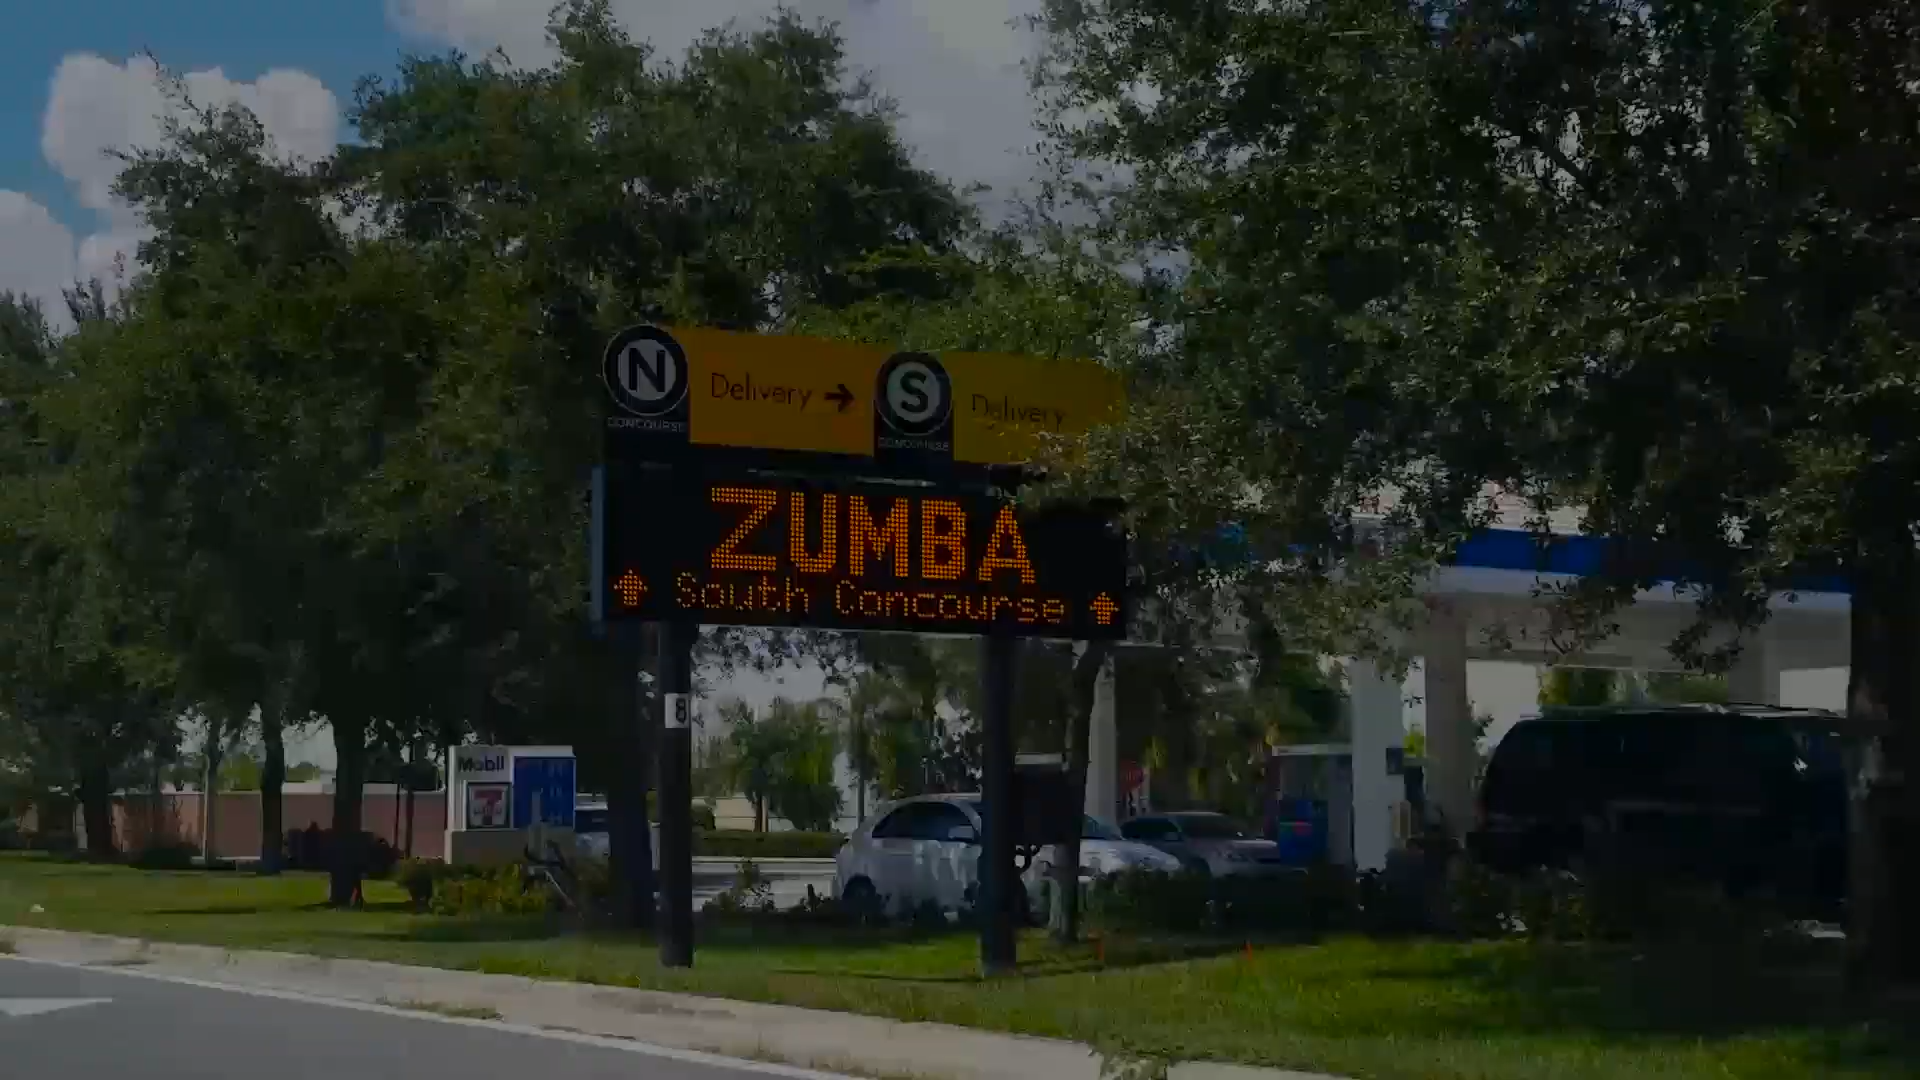 N Delivery → S Delivery
CONCOURSE CONCOURSE
ZUMBA
↑ South Concourse ↑
8
Mobil
7